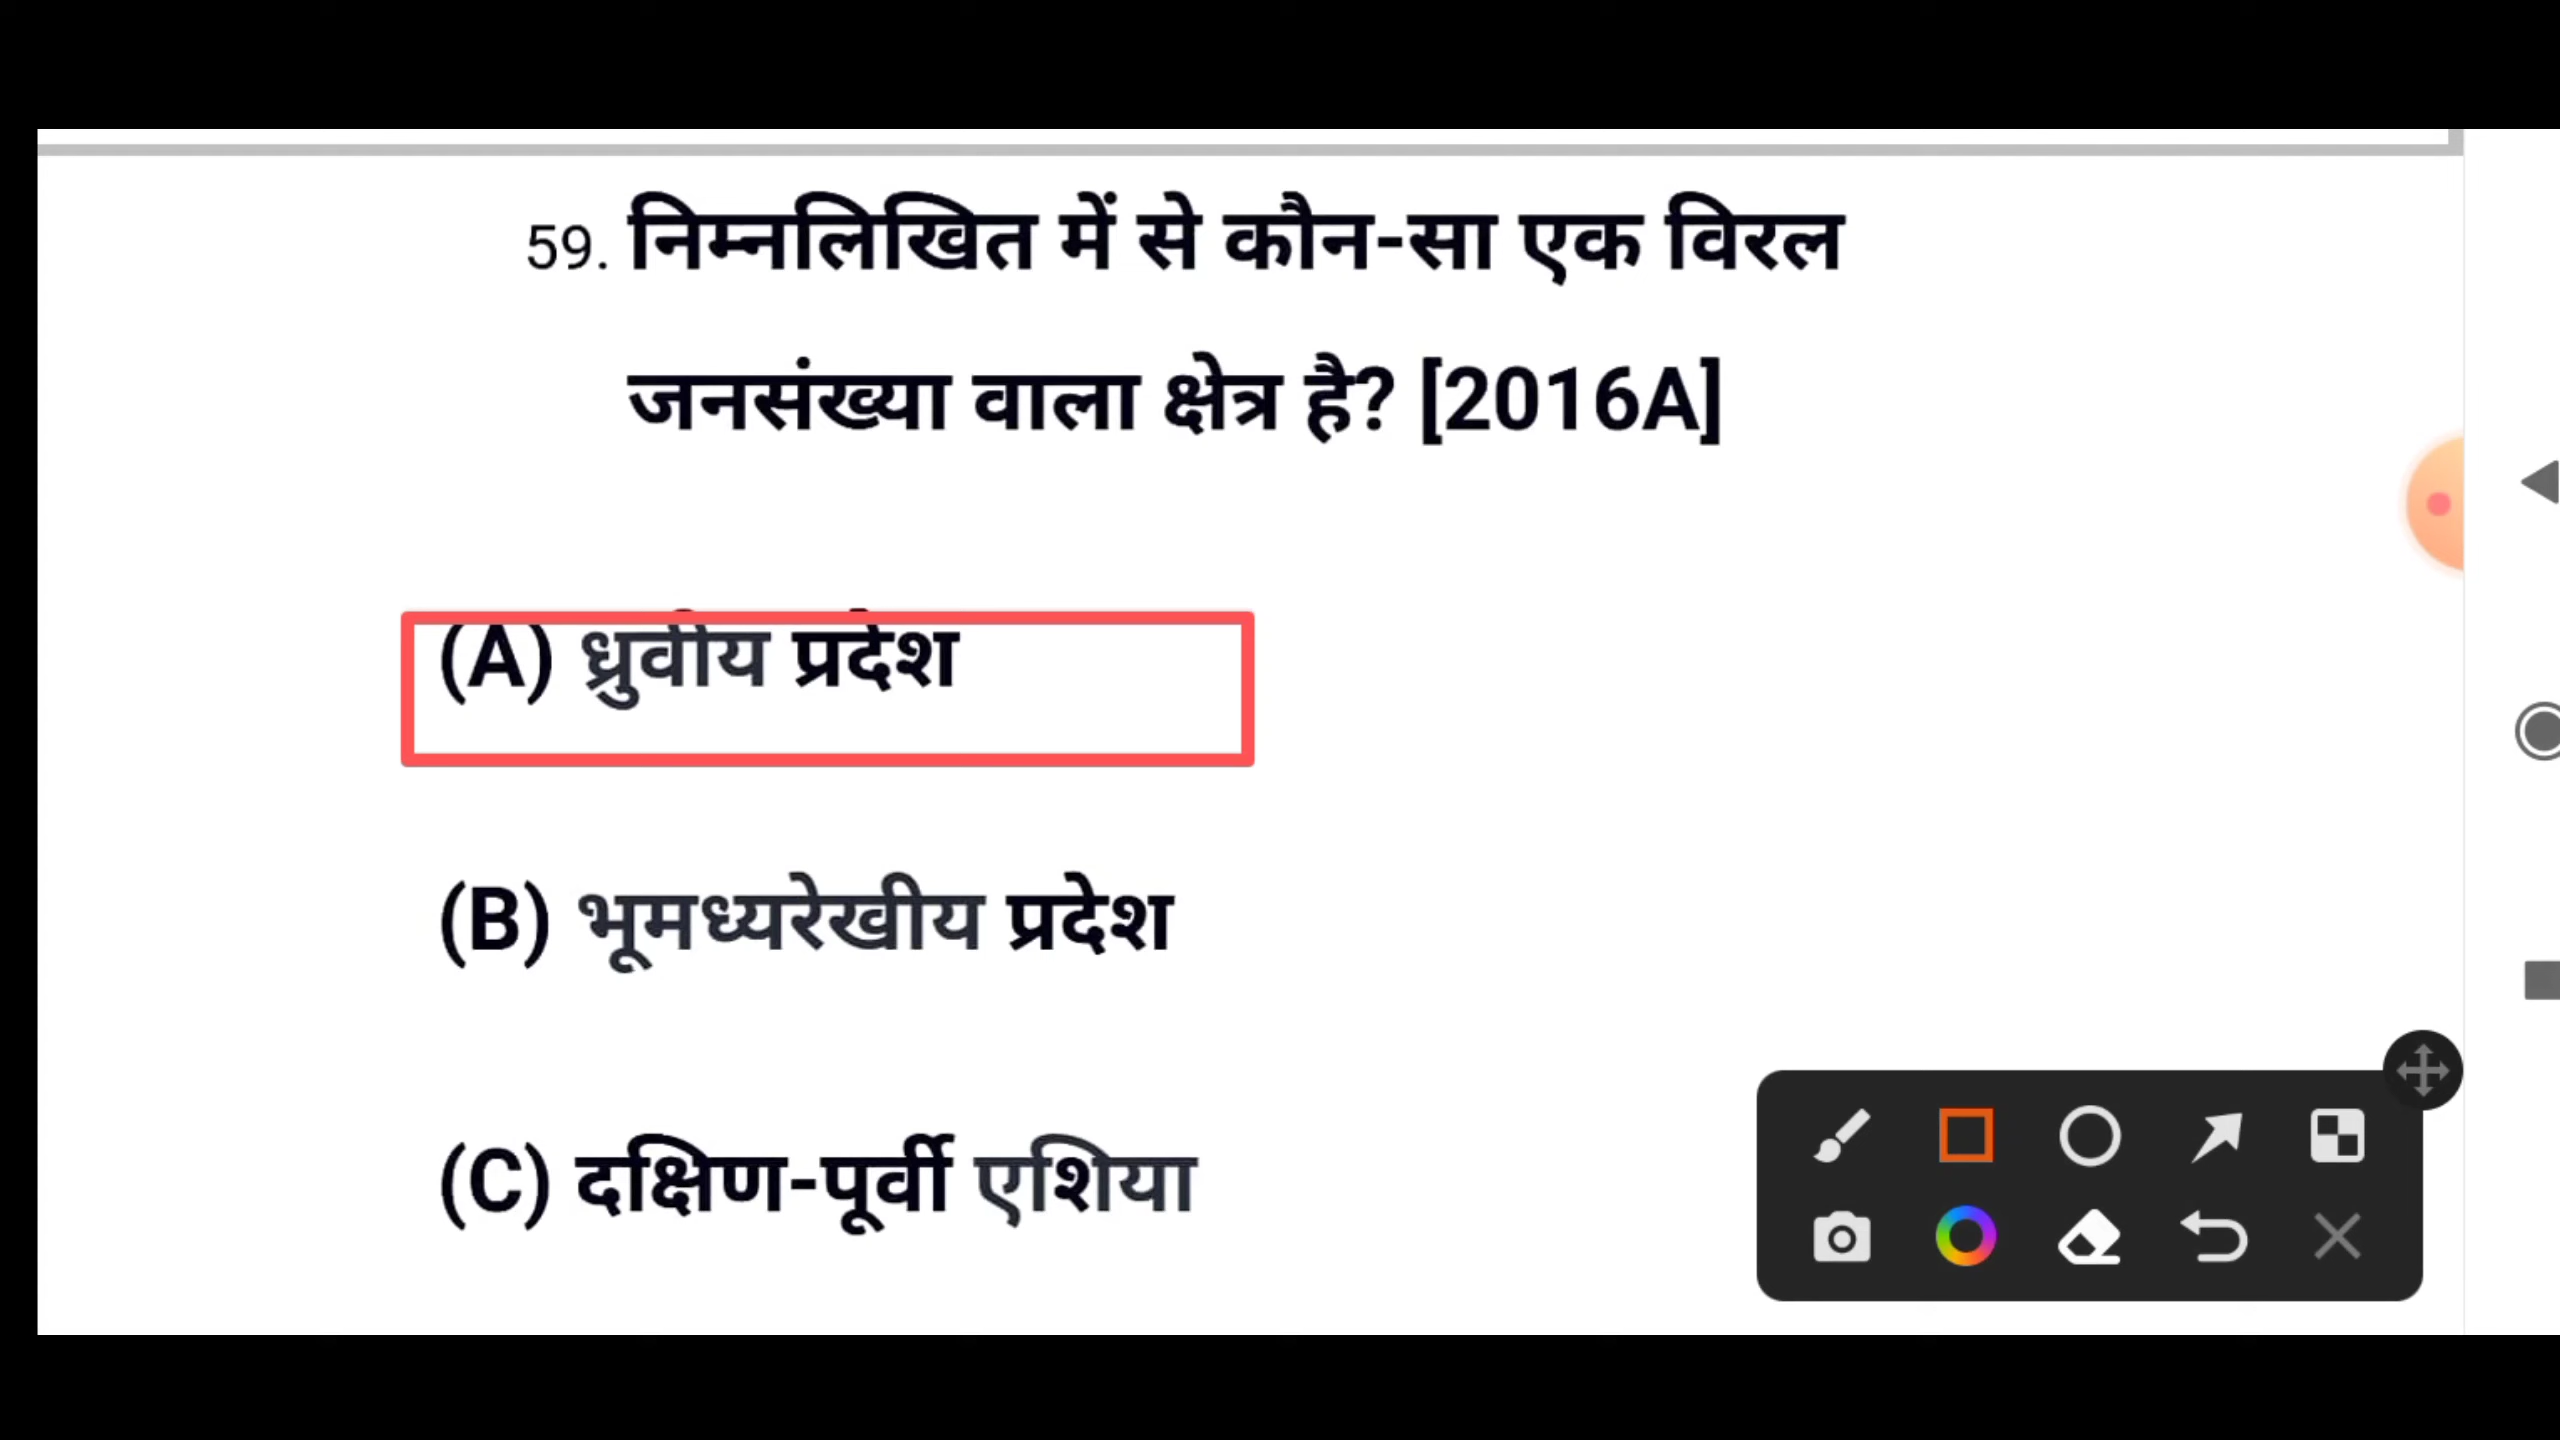 59. निम्नलिखित में से कौन-सा एक विरल
जनसंख्या वाला क्षेत्र है? [2016A]
(A) ध्रुवीय प्रदेश
(B) भूमध्यरेखीय प्रदेश
(C) दक्षिण-पूर्वी एशिया